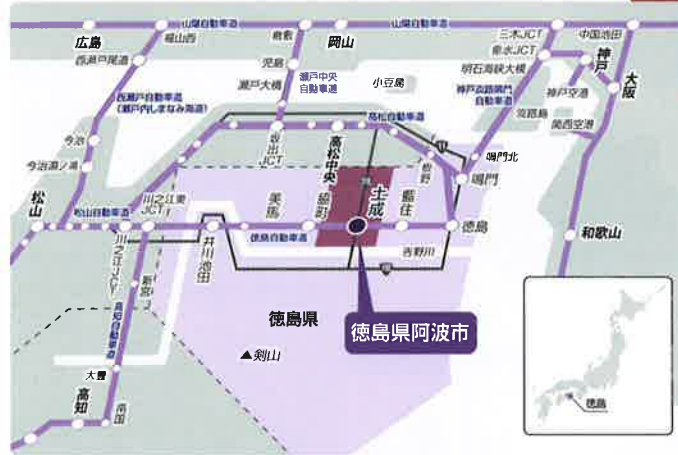 山陽自動車道
山陽自動車道
広島
福山西
倉敷
岡山
三木JCT
中国池田
西瀬戸尾道
児島
垂水JCT
神戸
明石海峡大橋
大阪
瀬戸大橋
瀬戸中央
自動車道
小豆島
神戸淡路鳴門
自動車道
神戸空港
西瀬戸自動車道
(瀬戸内しまなみ海道)
淡路島
関西空港
高松自動車道
今治
坂出JCT
高松中央
板野
鳴門北
今治湯ノ浦
鳴門
松山
松山自動車道
川之江東JCT
美馬
脇町
土成
藍住
徳島
川之江JCT
新宮
井川池田
徳島自動車道
吉野川
和歌山
高知自動車道
徳島県
徳島県阿波市
▲剣山
大豊
高知
南国
徳島